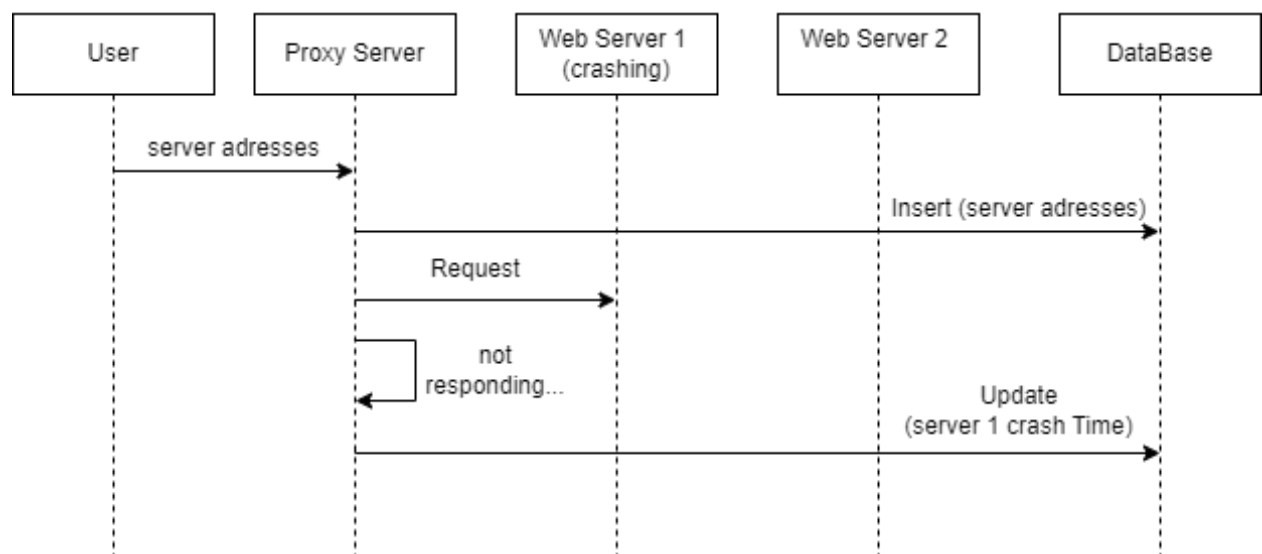 User
Proxy Server
Web Server 1
(crashing)
Web Server 2
DataBase
server adresses
Insert (server adresses)
Request
not
responding...
Update
(server 1 crash Time)